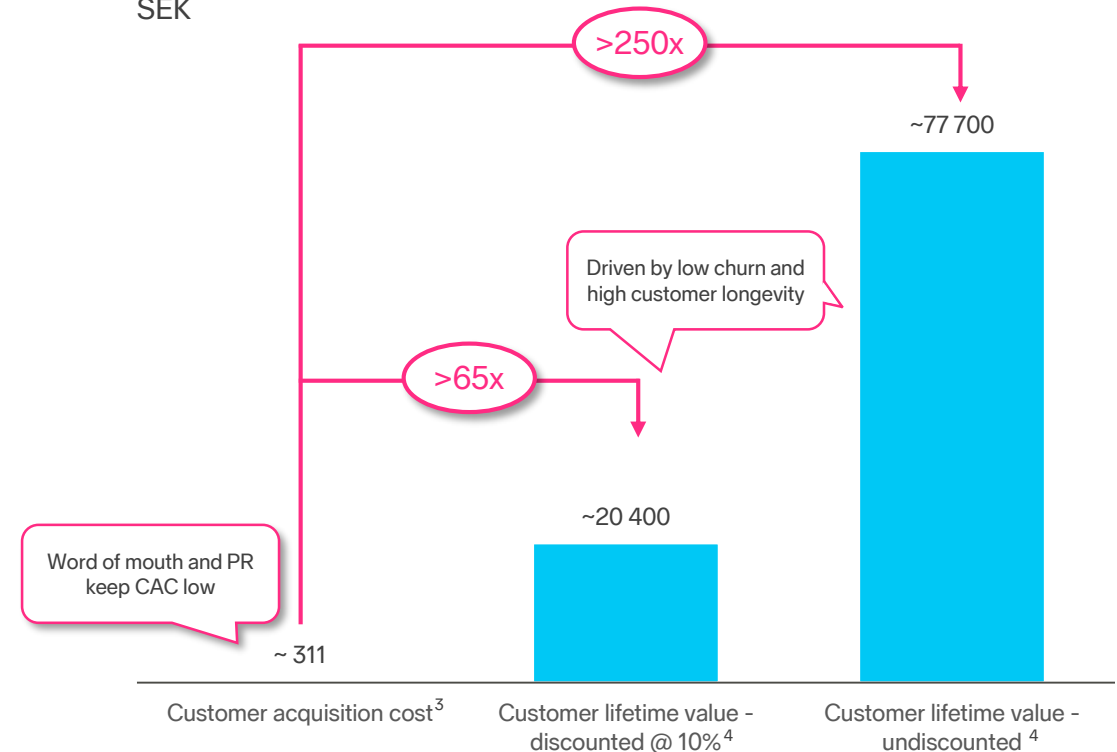 SEK
>250x
~77 700
Driven by low churn and
high customer longevity
>65x
~20 400
Word of mouth and PR
keep CAC low
~ 311
Customer acquisition cost³
Customer lifetime value -
discounted @ 10%⁴
Customer lifetime value -
undiscounted ⁴